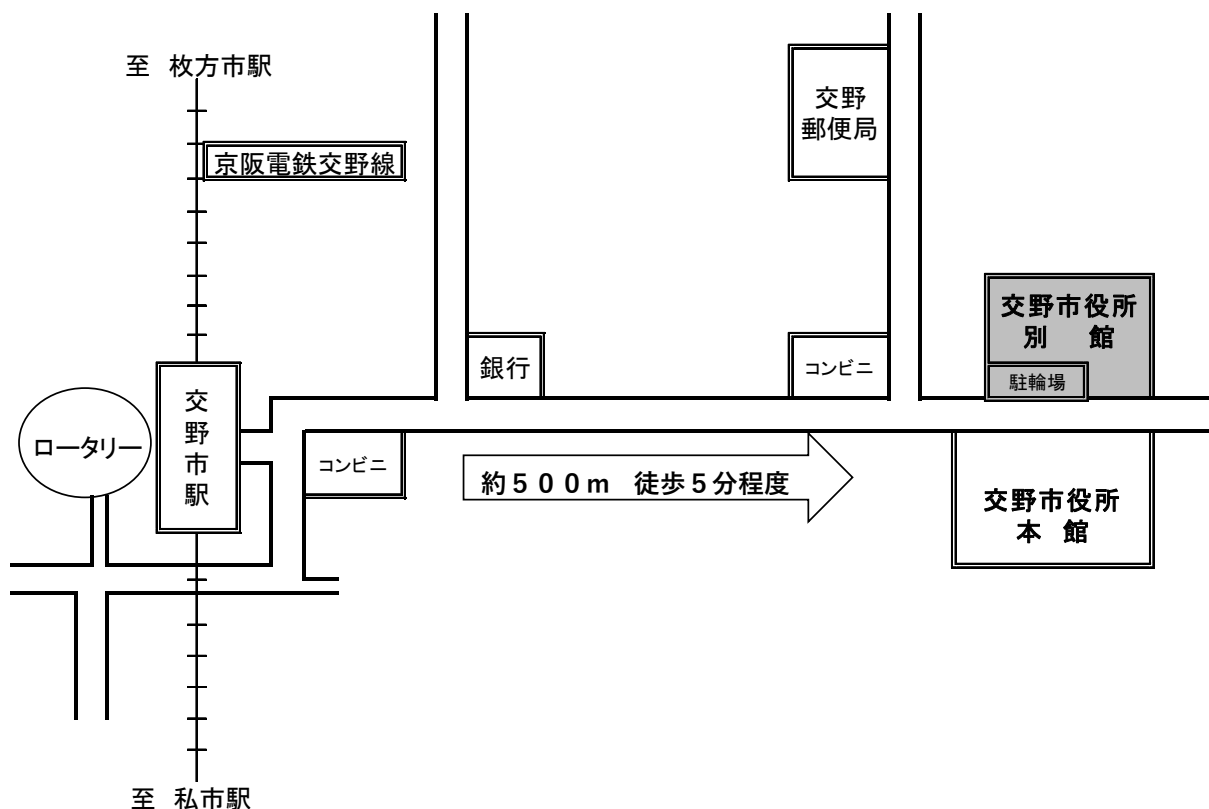 至 枚方市駅
京阪電鉄交野線
交野
郵便局
交野市役所
別 館
駐輪場
銀行
コンビニ
交野市駅
ロータリー
コンビニ
約５００ｍ 徒歩５分程度
交野市役所
本 館
至 私市駅